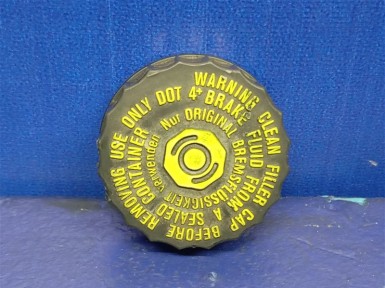 WARNING CLEAN FILLER CAP BEFORE REMOVING
USE ONLY DOT 4+ BRAKE FLUID FROM A SEALED CONTAINER
Nur ORIGINAL BREMSFLÜSSIGKEIT verwenden